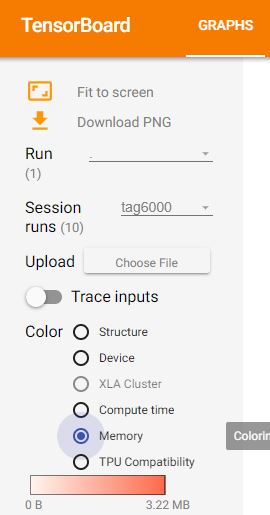 TensorBoard GRAPHS
Fit to screen
Download PNG
Run .
(1)
Session tag6000
runs (10)
Upload Choose File
Trace inputs
Color Structure
Device
XLA Cluster
Compute time
Memory
TPU Compatibility
0 B 3.22 MB